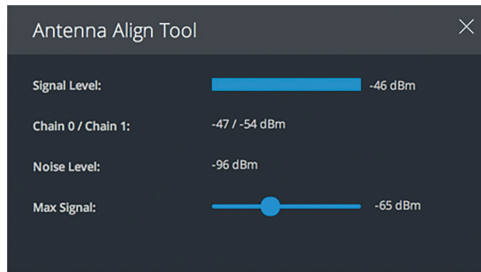 Antenna Align Tool
Signal Level: -46 dBm
Chain 0 / Chain 1: -47 / -54 dBm
Noise Level: -96 dBm
Max Signal: -65 dBm